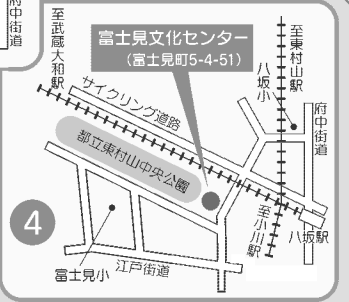 府中街道
至武蔵大和駅
富士見文化センター
(富士見町5-4-51)
至東村山駅
八坂小
府中街道
サイクリング道路
都立東村山中央公園
4
至小川駅
八坂駅
富士見小
江戸街道